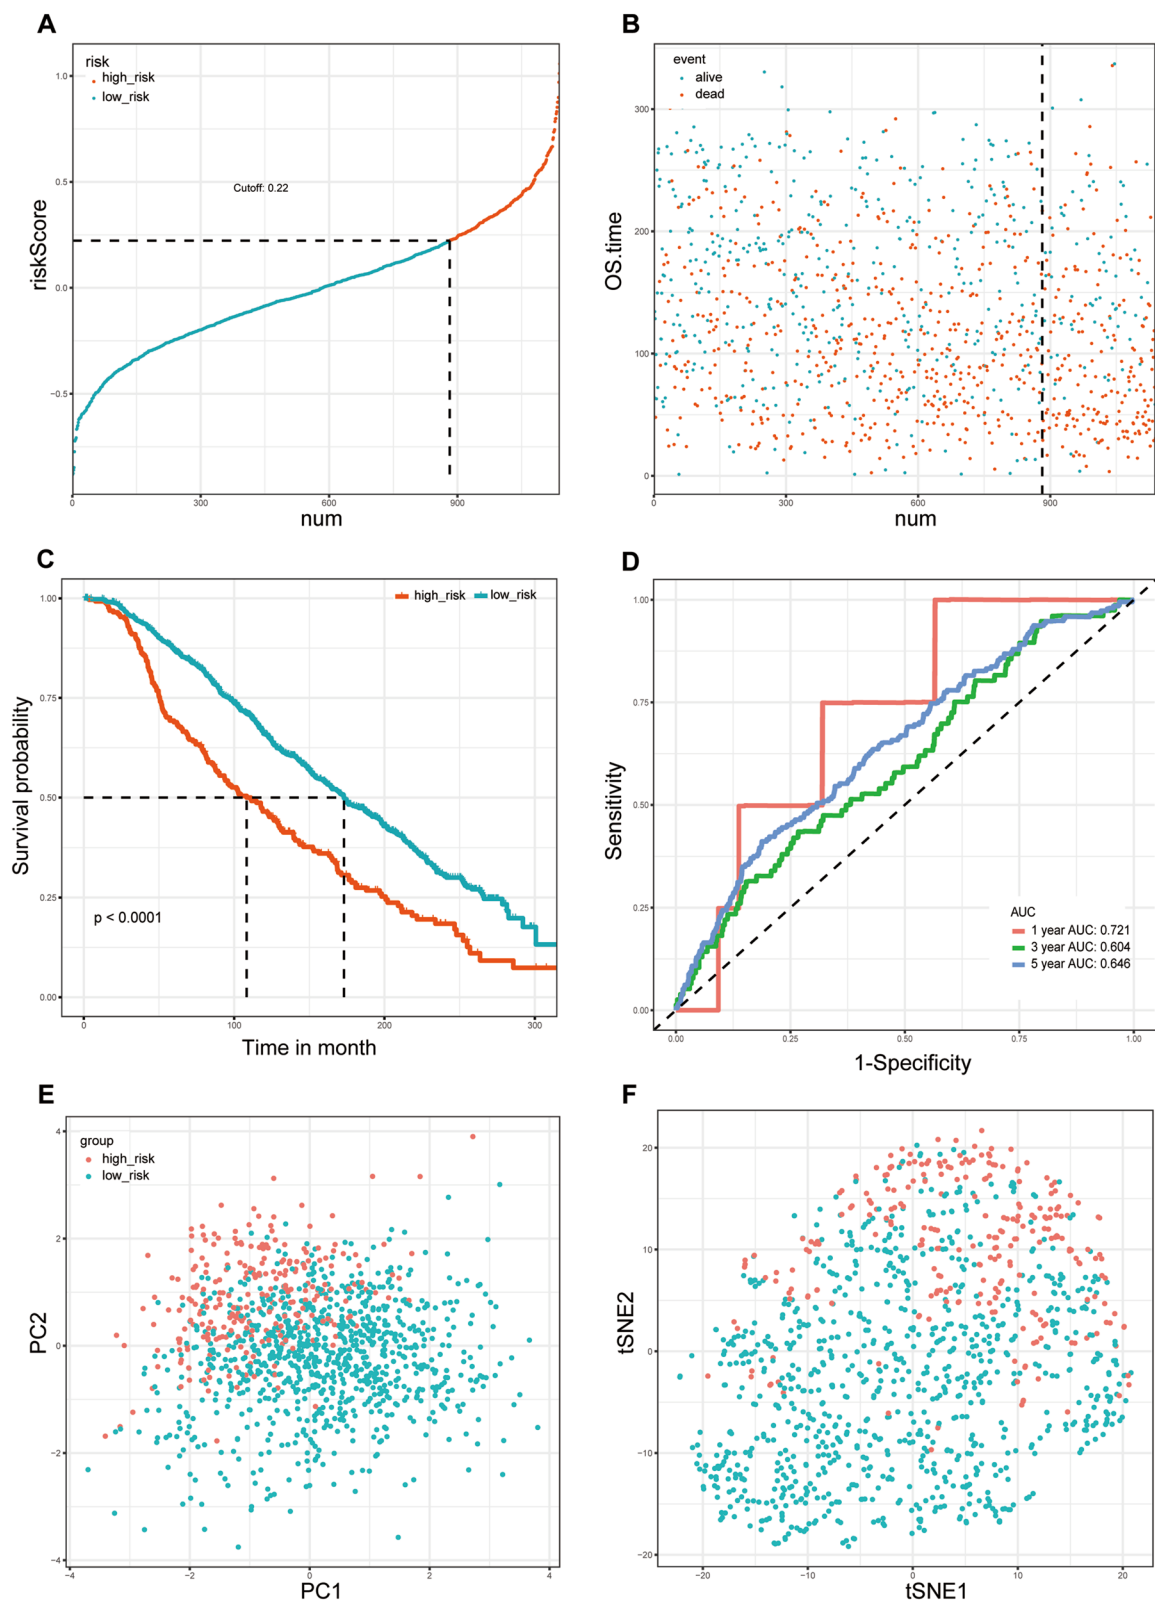 A
risk
high_risk
low_risk
Cutoff: 0.22
1.0
0.5
0.0
−0.5
riskScore
0
300
600
900
num
B
event
alive
dead
300
200
100
0
OS.time
0
300
600
900
num
C
high_risk
low_risk
1.00
0.75
0.50
0.25
0.00
Survival probability
p < 0.0001
0
100
200
300
Time in month
D
1.00
0.75
0.50
0.25
0.00
Sensitivity
AUC
1 year AUC: 0.721
3 year AUC: 0.604
5 year AUC: 0.646
0.00
0.25
0.50
0.75
1.00
1-Specificity
E
group
high_risk
low_risk
4
2
0
−2
−4
PC2
−4
−2
0
2
4
PC1
F
20
10
0
−10
−20
tSNE2
−20
−10
0
10
20
tSNE1